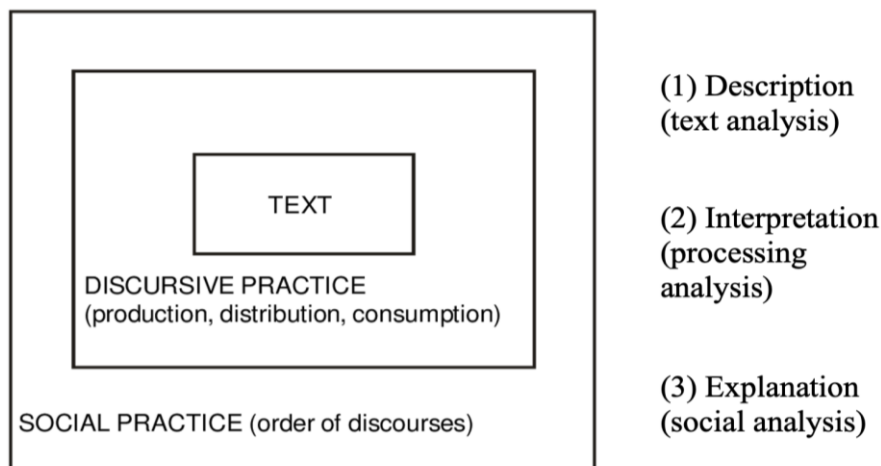 TEXT
DISCURSIVE PRACTICE
(production, distribution, consumption)
SOCIAL PRACTICE (order of discourses)
(1) Description
(text analysis)
(2) Interpretation
(processing
analysis)
(3) Explanation
(social analysis)